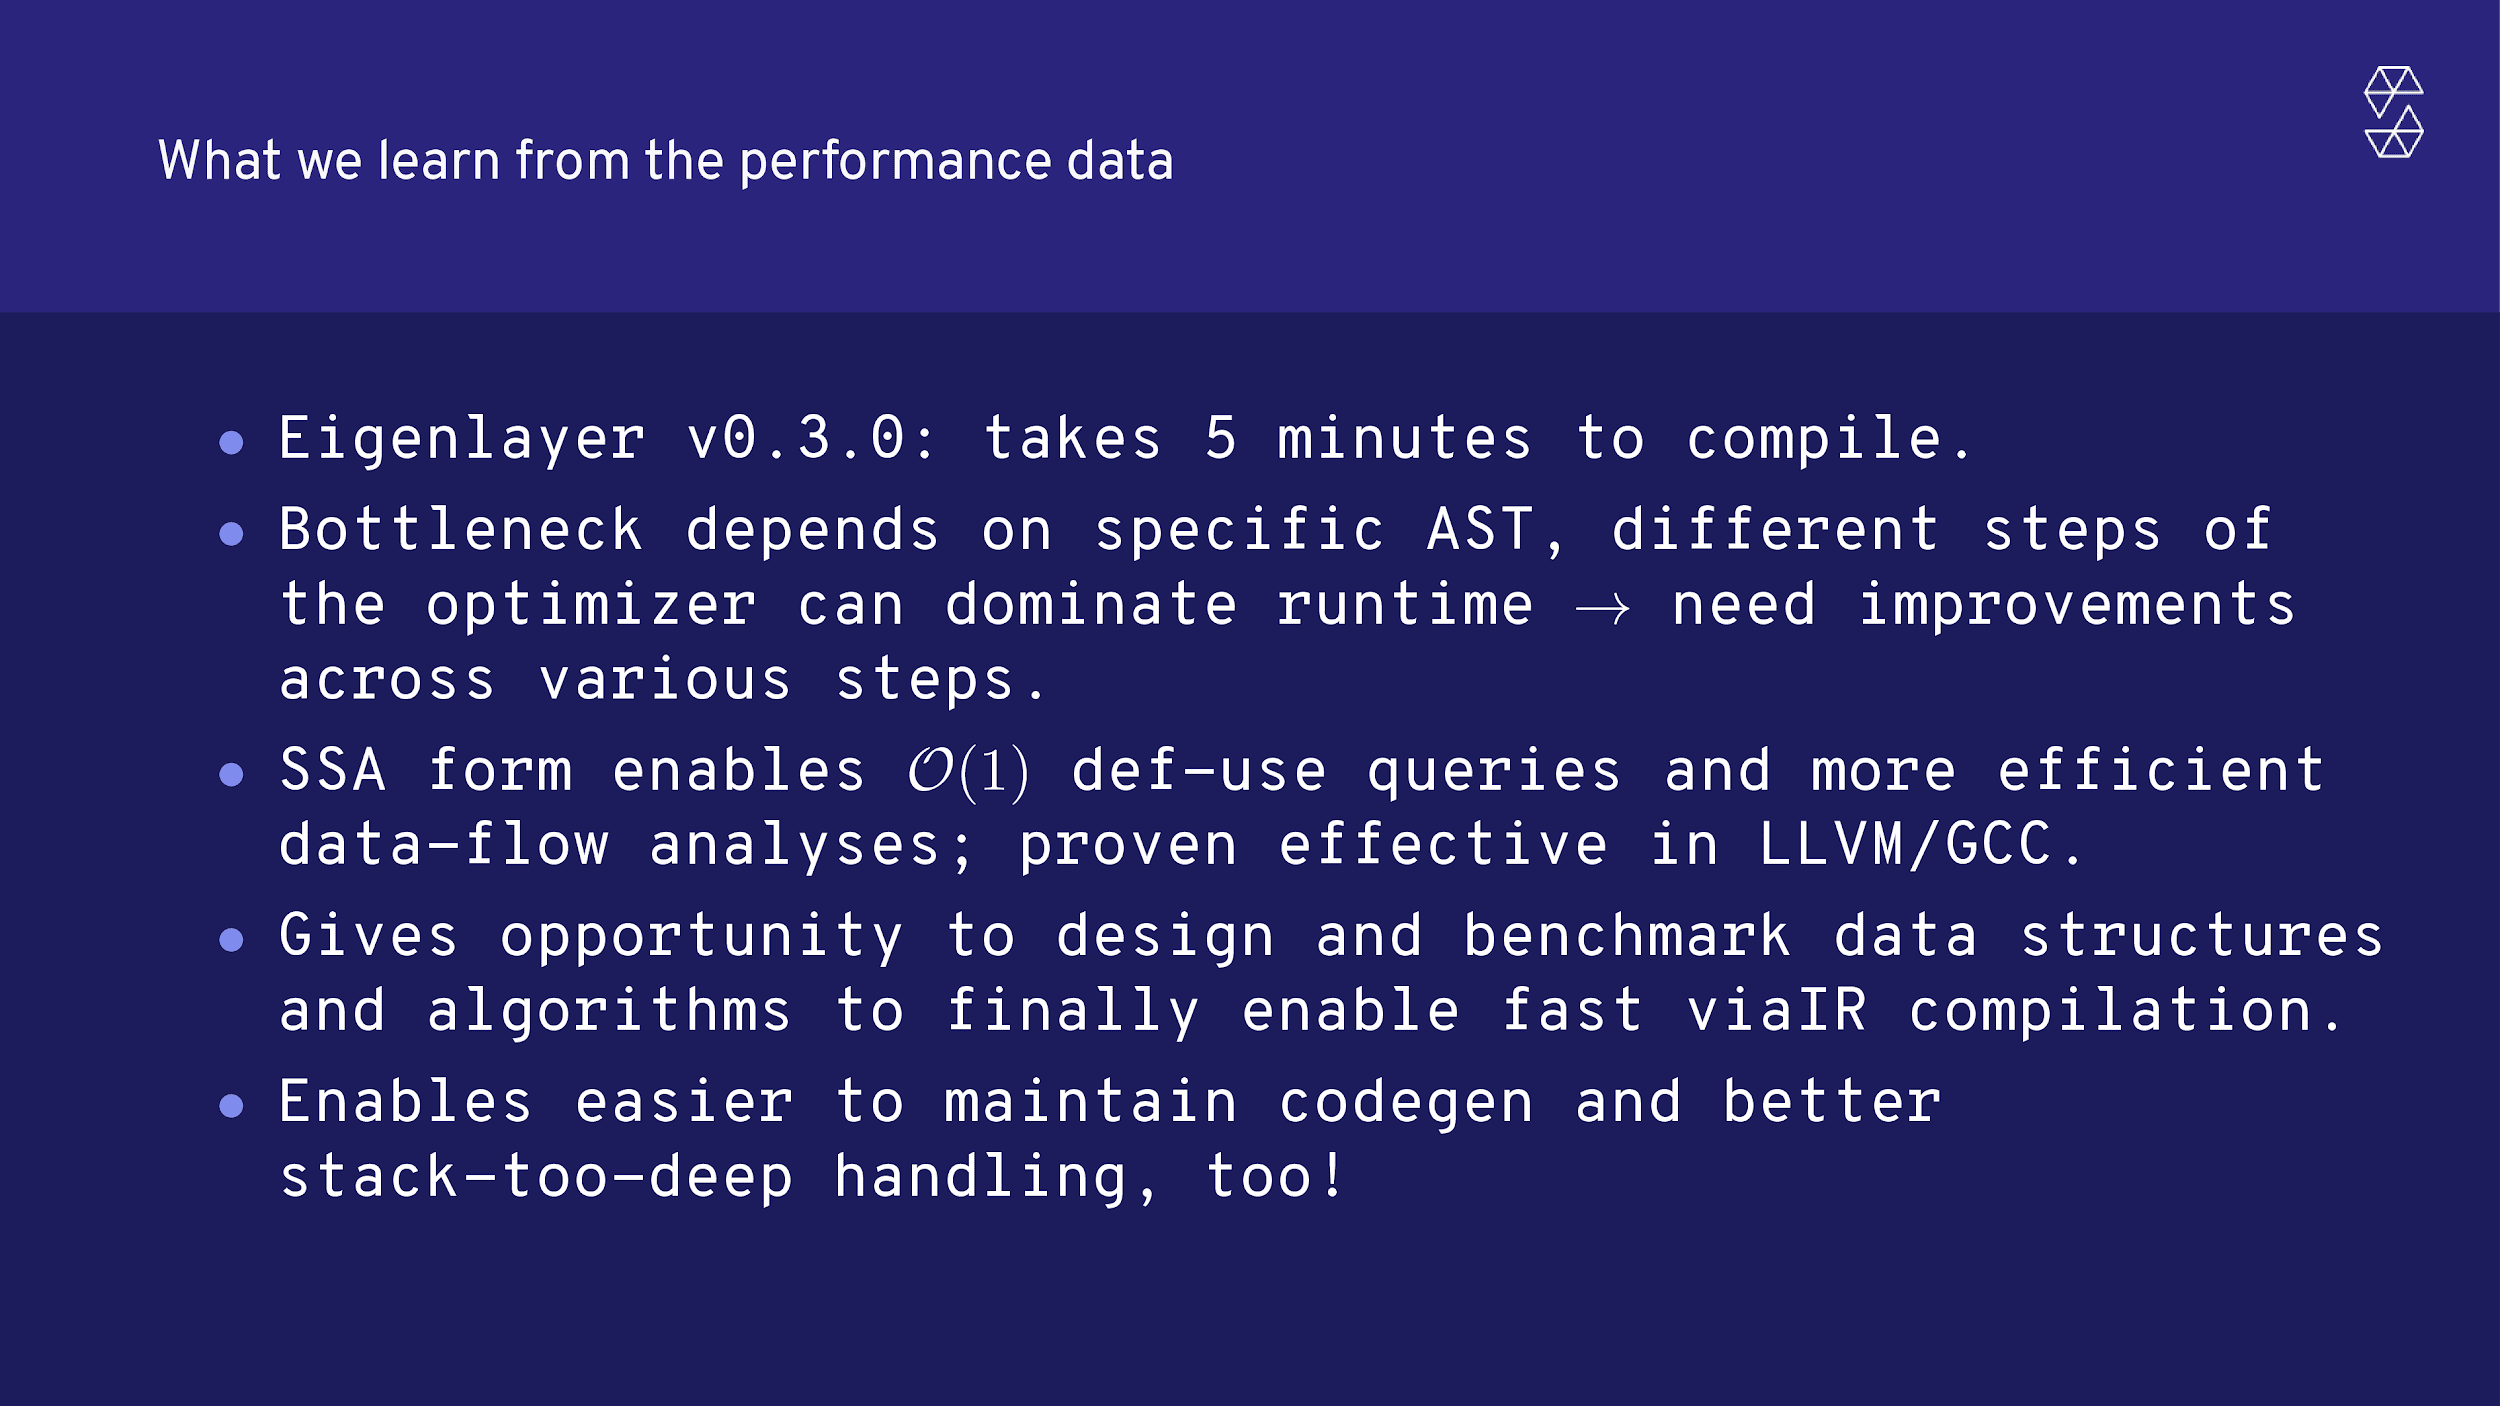 What we learn from the performance data
• Eigenlayer v0.3.0: takes 5 minutes to compile.
• Bottleneck depends on specific AST, different steps of
the optimizer can dominate runtime → need improvements
across various steps.
• SSA form enables 𝒪(1) def-use queries and more efficient
data-flow analyses; proven effective in LLVM/GCC.
• Gives opportunity to design and benchmark data structures
and algorithms to finally enable fast viaIR compilation.
• Enables easier to maintain codegen and better
stack-too-deep handling, too!